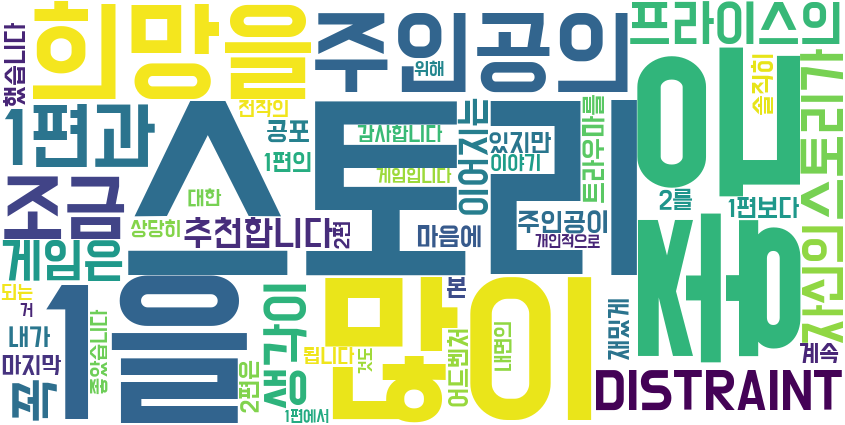 했습니다
희망을
주인공의
위해
프라이스의
솔직히
스토리가
전작의
1편과
스토리
공포
감사합니다
이어지는
있지만
트라우마를
1편의
이야기
게임입니다
조금
대한
2를
1편보다
상당히
추천합니다
2편
마음에
주인공이
개인적으로
자신의
게임은
되는
거
1을
많이
생각이
본
내가
좋았습니다
됩니다
어드벤처
내면의
재밌게
마지막
것도
계속
꼭
2편은
1편에서
DISTRAINT